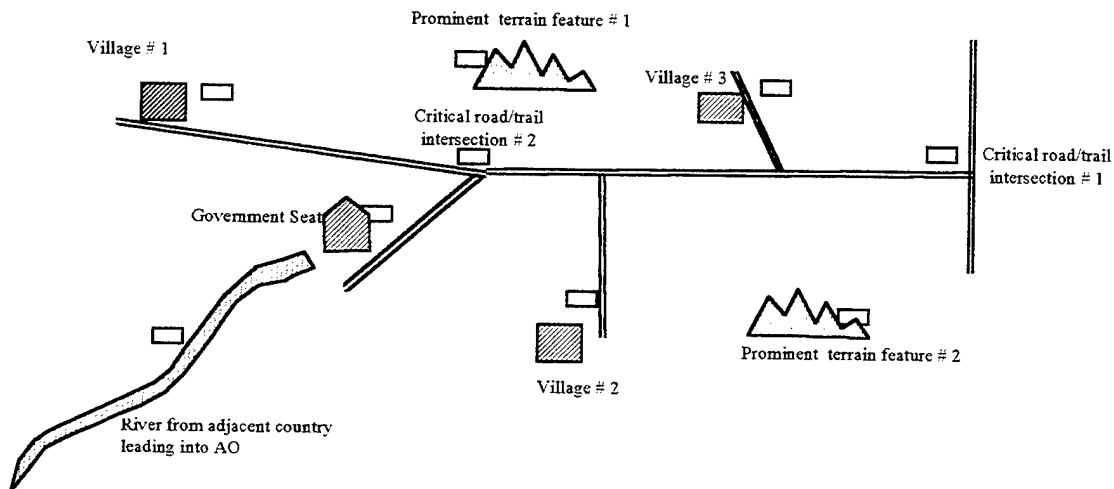 Prominent terrain feature # 1
Village # 1
Village # 3
Critical road/trail
intersection # 2
Critical road/trail
intersection # 1
Government Seat
Prominent terrain feature # 2
Village # 2
River from adjacent country
leading into AO